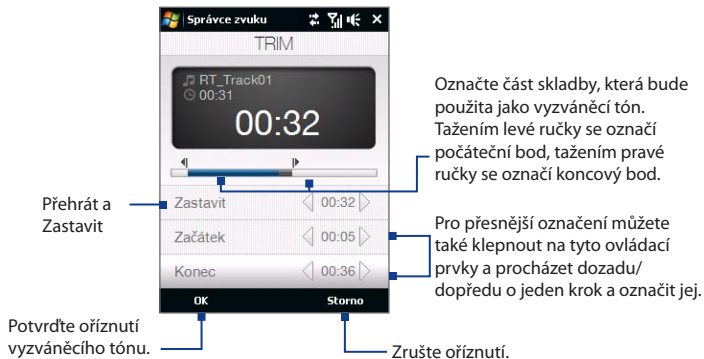 Správce zvuku
TRIM
RT_Track01
00:31
00:32
Zastavit 00:32
Začátek 00:05
Konec 00:36
OK Storno
Označte část skladby, která bude
použita jako vyzváněcí tón.
Tažením levé ručky se označí
počáteční bod, tažením pravé
ručky se označí koncový bod.
Přehrát a
Zastavit
Pro přesnější označení můžete
také klepnout na tyto ovládací
prvky a procházet dozadu/
dopředu o jeden krok a označit jej.
Potvrďte oříznutí
vyzváněcího tónu.
Zrušte oříznutí.